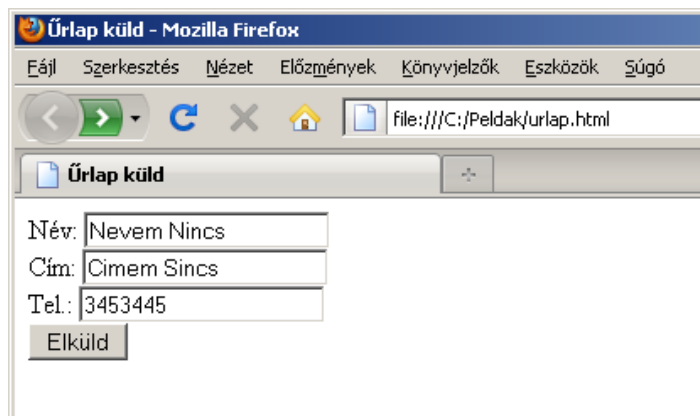 Űrlap küld - Mozilla Firefox
Fájl Szerkesztés Nézet Előzmények Könyvjelzők Eszközök Súgó
file:///C:/Peldak/urlap.html
Űrlap küld
Név: Nevem Nincs
Cím: Cimem Sincs
Tel.: 3453445
Elküld